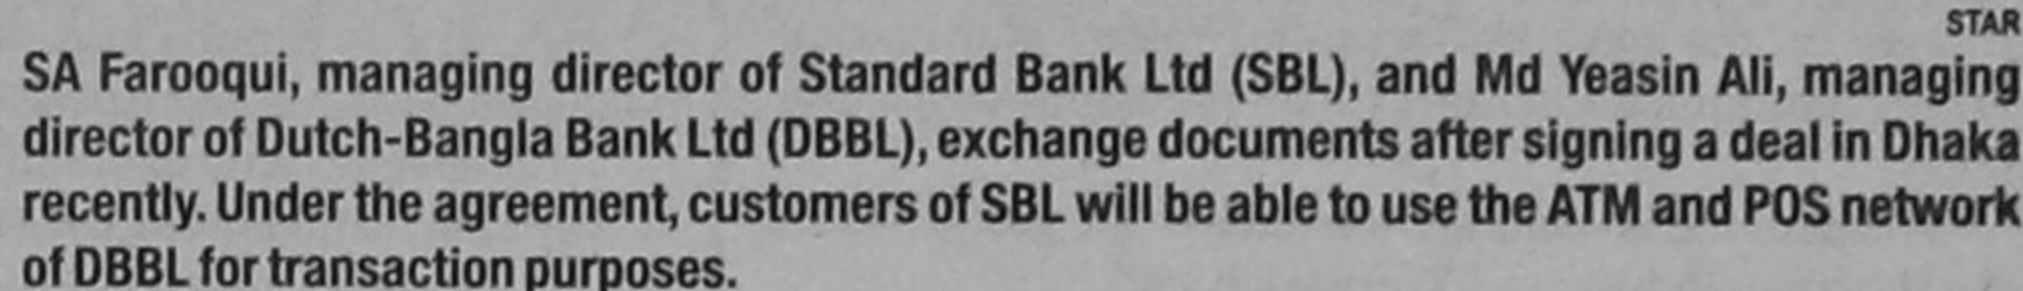 STAR
SA Farooqui, managing director of Standard Bank Ltd (SBL), and Md Yeasin Ali, managing
director of Dutch-Bangla Bank Ltd (DBBL), exchange documents after signing a deal in Dhaka
recently. Under the agreement, customers of SBL will be able to use the ATM and POS network
of DBBL for transaction purposes.